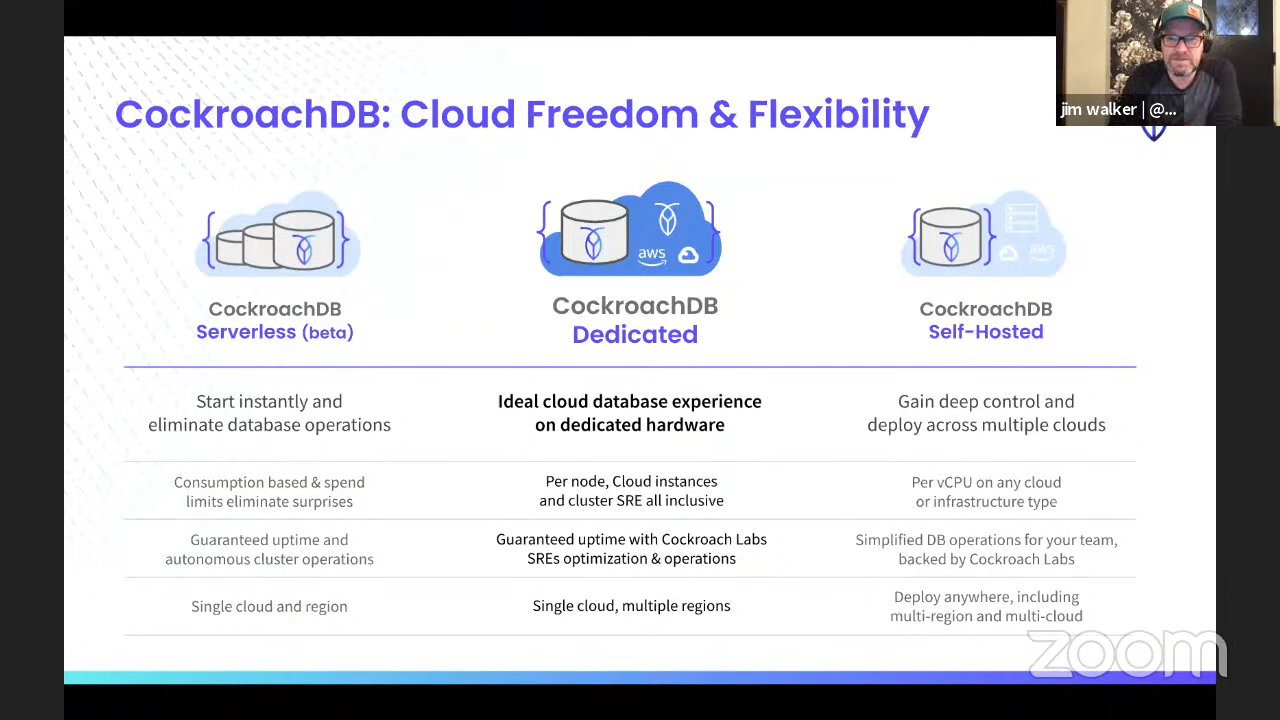 CockroachDB: Cloud Freedom & Flexibility
jim walker | @...
aws
aws
CockroachDB
Serverless (beta)
CockroachDB
Dedicated
CockroachDB
Self-Hosted
Start instantly and
eliminate database operations
Ideal cloud database experience
on dedicated hardware
Gain deep control and
deploy across multiple clouds
Consumption based & spend
limits eliminate surprises
Per node, Cloud instances
and cluster SRE all inclusive
Per vCPU on any cloud
or infrastructure type
Guaranteed uptime and
autonomous cluster operations
Guaranteed uptime with Cockroach Labs
SREs optimization & operations
Simplified DB operations for your team,
backed by Cockroach Labs
Single cloud and region
Single cloud, multiple regions
Deploy anywhere, including
multi-region and multi-cloud
zoom